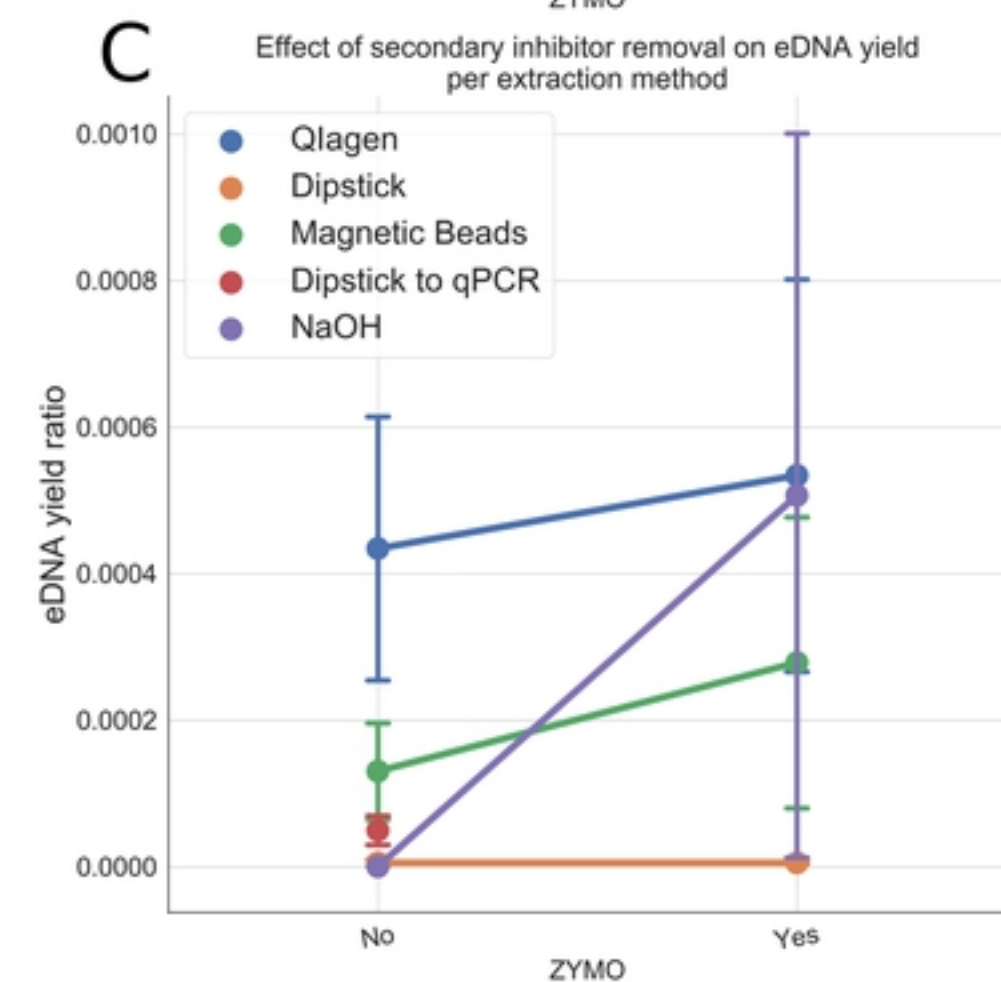 ZYMO
C
Effect of secondary inhibitor removal on eDNA yield
per extraction method
0.0010
0.0008
0.0006
0.0004
0.0002
0.0000
eDNA yield ratio
QIagen
Dipstick
Magnetic Beads
Dipstick to qPCR
NaOH
No
Yes
ZYMO